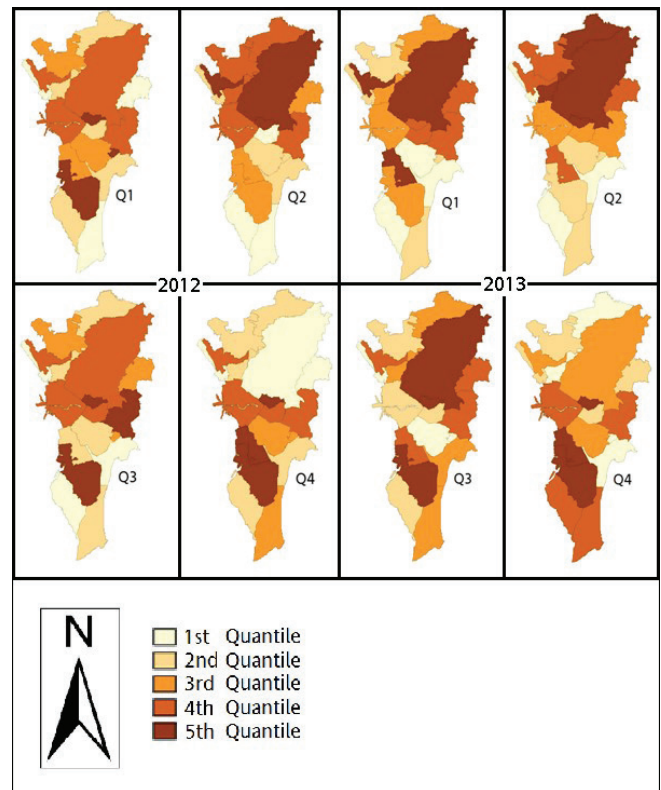 Q1
Q2
Q1
Q2
2012
2013
Q3
Q4
Q3
Q4
N
1st Quantile
2nd Quantile
3rd Quantile
4th Quantile
5th Quantile